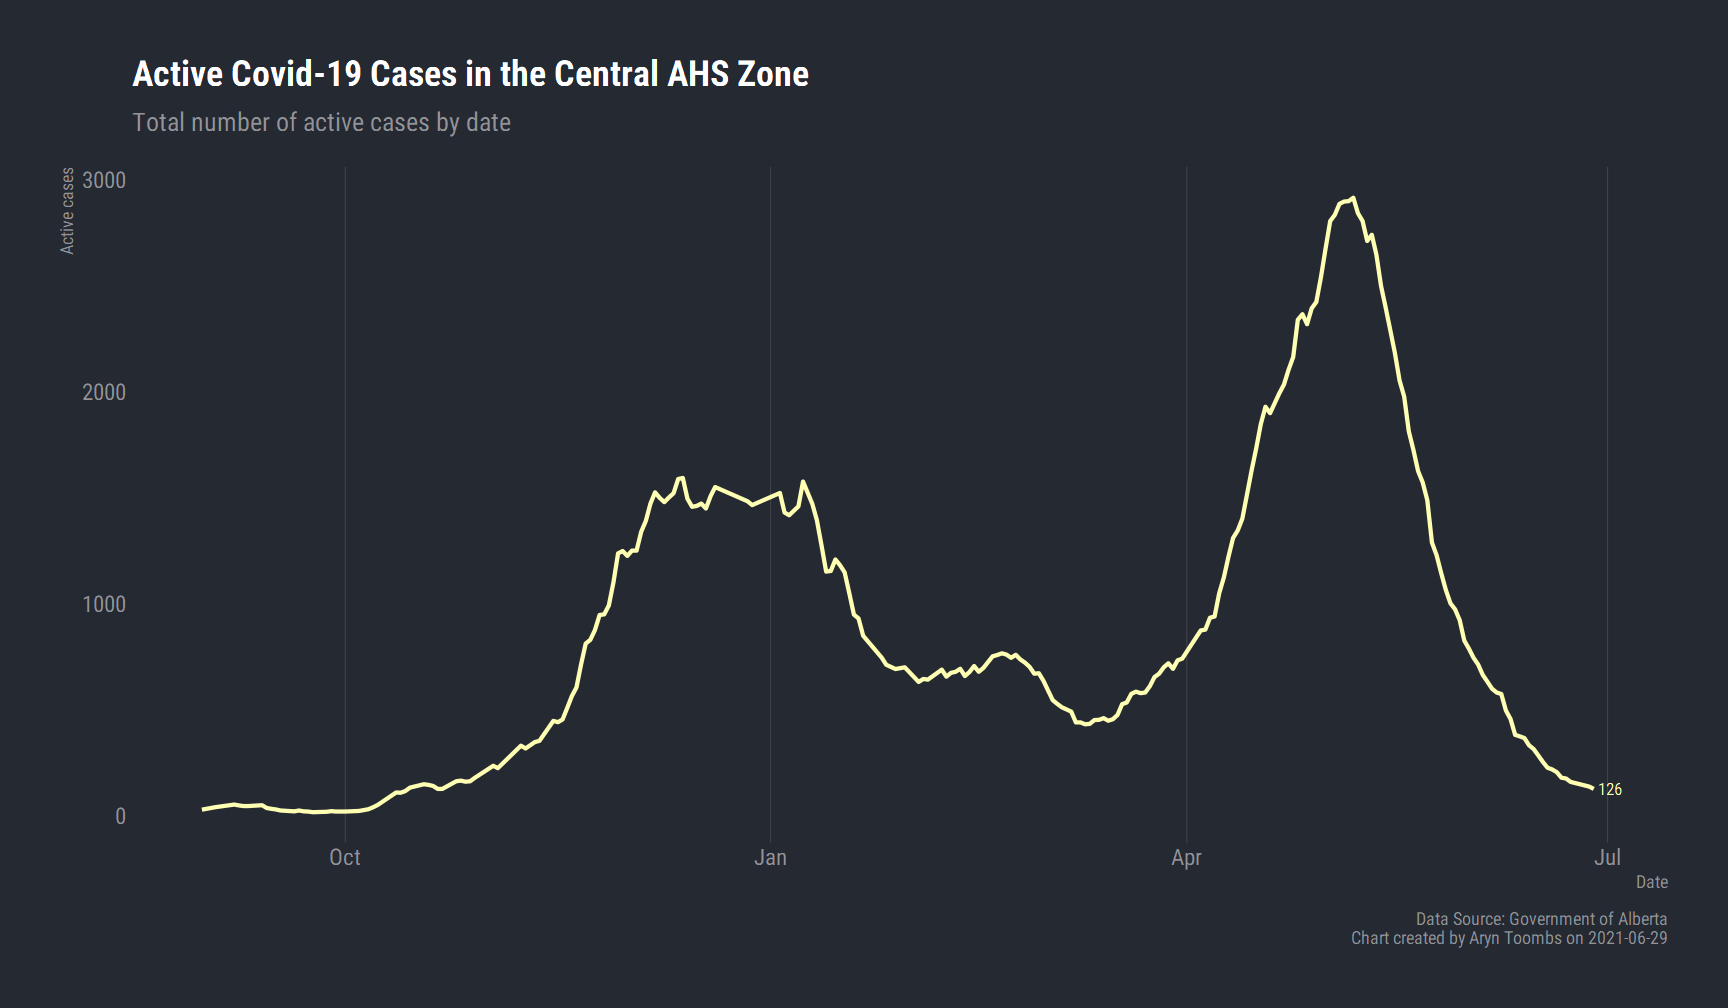 Active Covid-19 Cases in the Central AHS Zone
Total number of active cases by date
Active cases
3000
2000
1000
0
126
Oct
Jan
Apr
Jul
Date
Data Source: Government of Alberta
Chart created by Aryn Toombs on 2021-06-29